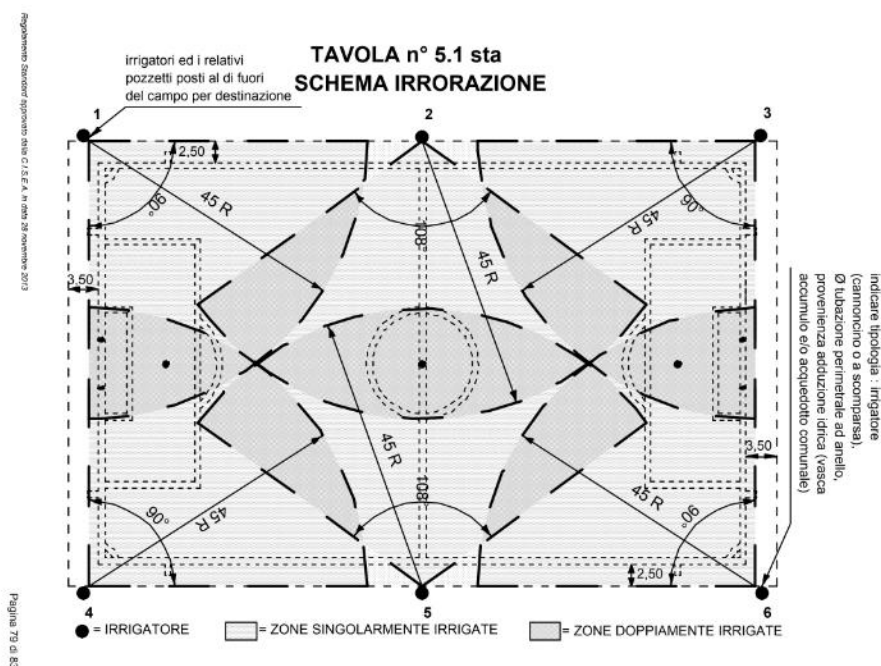 Regolamento Standard approvato dalla C.I.S.E.A. in data 28 novembre 2013
TAVOLA n° 5.1 sta
SCHEMA IRRORAZIONE
irrigatori ed i relativi
pozzetti posti al di fuori
del campo per destinazione
1
2
3
2,50
90°
45 R
108°
45 R
45 R
90°
3,50
indicare tipologia : irrigatore
(cannoncino o a scomparsa),
Ø tubazione perimetrale ad anello,
provenienza adduzione idrica (vasca
accumulo e/o acquedotto comunale)
45 R
3,50
90°
45 R
108°
45 R
90°
2,50
4
5
6
= IRRIGATORE
= ZONE SINGOLARMENTE IRRIGATE
= ZONE DOPPIAMENTE IRRIGATE
Pagina 79 di 83